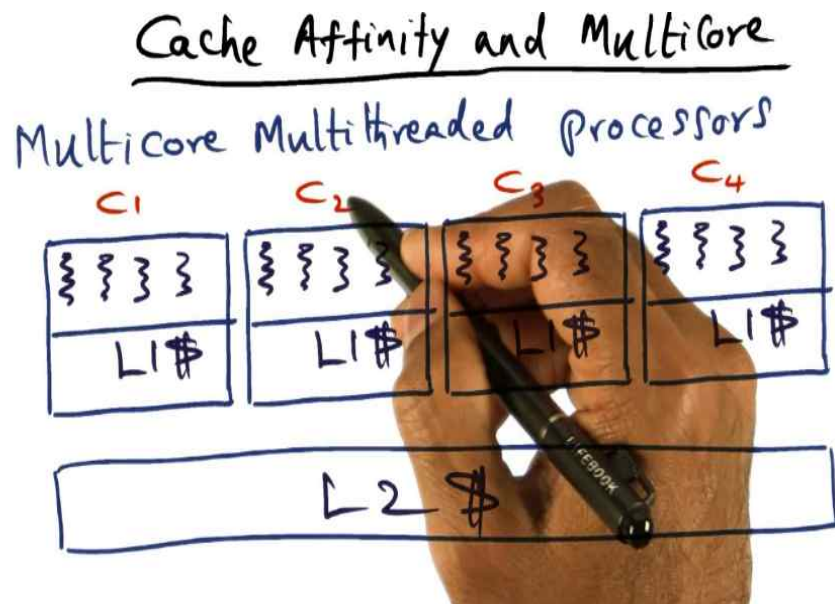 Cache Affinity and Multicore
Multicore Multithreaded Processors
C1 C2 C3 C4
L1$ L1$ L1$ L1$
LIFEBOOK
L2 $